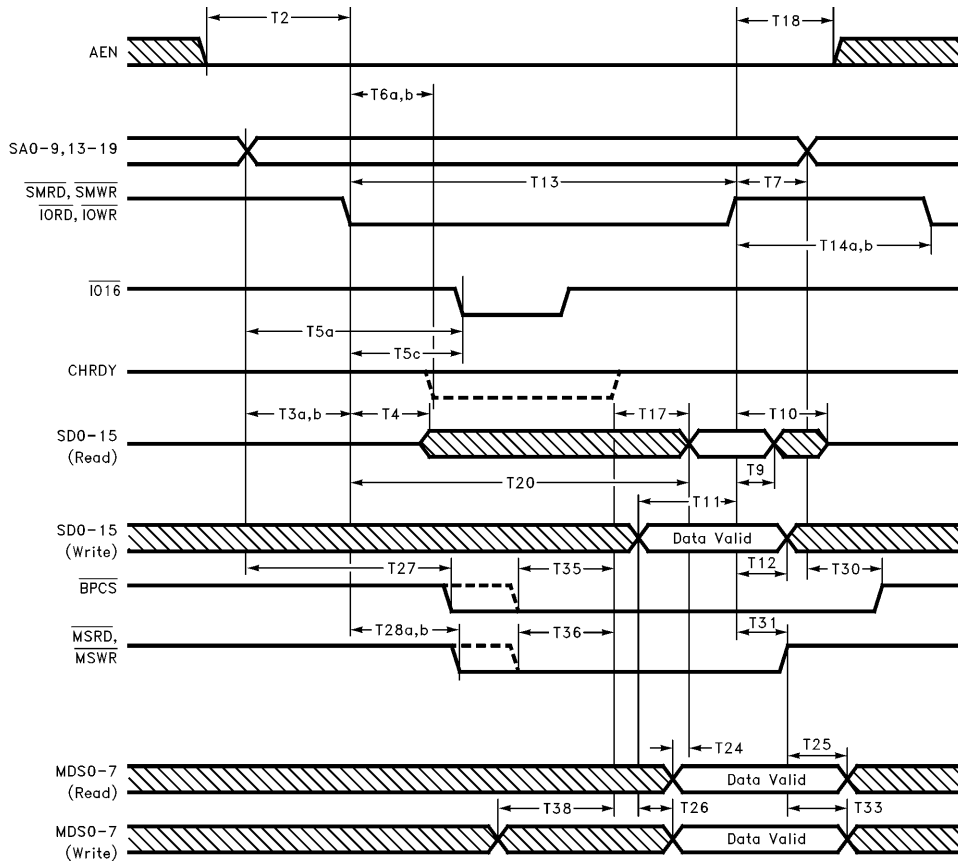 T2
T18
AEN
T6a,b
SA0-9,13-19
SMRD, SMWR
T13
T7
IORD, IOWR
T14a,b
IO16
T5a
T5c
CHRDY
T3a,b
T4
T17
T10
SD0-15
(Read)
T9
T20
T11
SD0-15
Data Valid
(Write)
T12
T27
T35
T30
BPCS
T28a,b
T36
T31
MSRD,
MSWR
T24
T25
MDS0-7
Data Valid
(Read)
T38
T26
T33
MDS0-7
Data Valid
(Write)